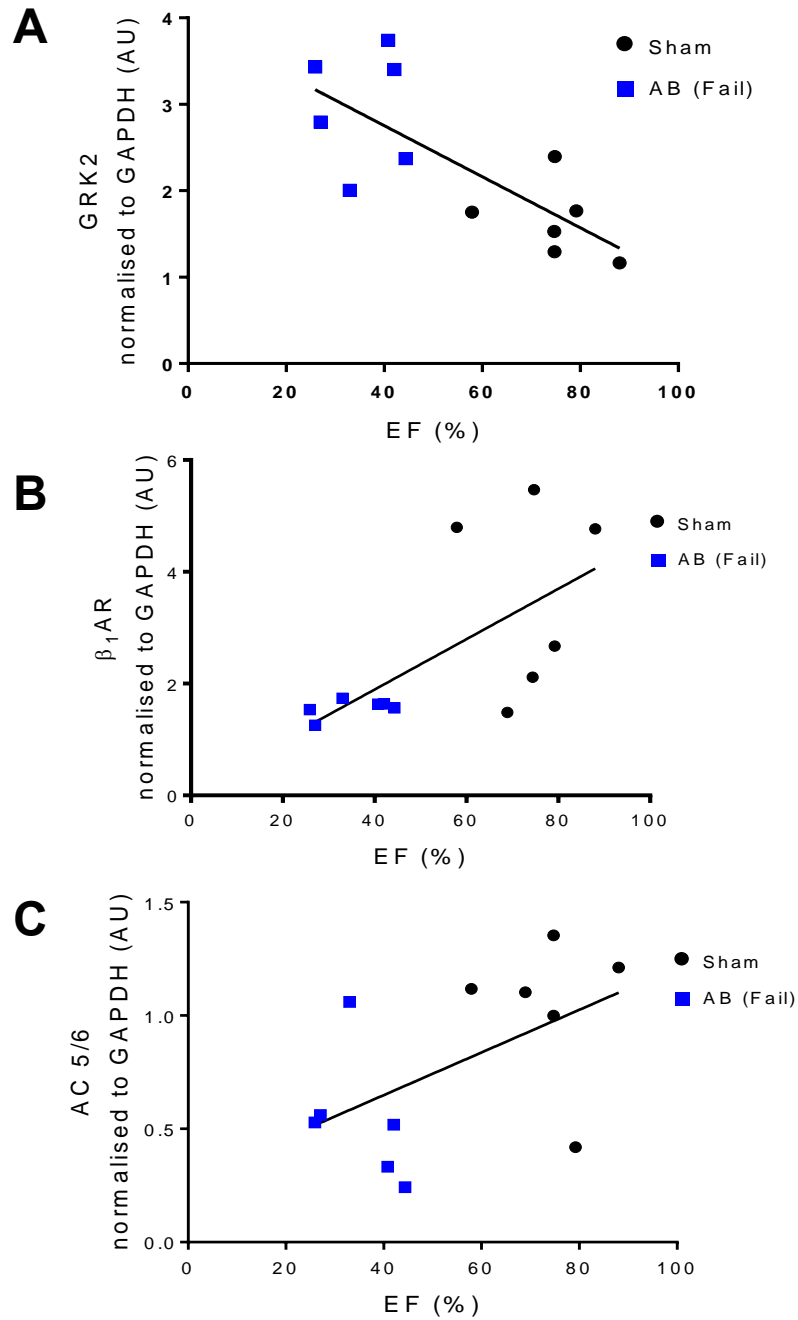 A
GRK2
normalised to GAPDH (AU)
4
3
2
1
0
0 20 40 60 80 100
EF (%)
Sham
AB (Fail)
B
β₁AR
normalised to GAPDH (AU)
6
4
2
0
0 20 40 60 80 100
EF (%)
Sham
AB (Fail)
C
AC 5/6
normalised to GAPDH (AU)
1.5
1.0
0.5
0.0
0 20 40 60 80 100
EF (%)
Sham
AB (Fail)